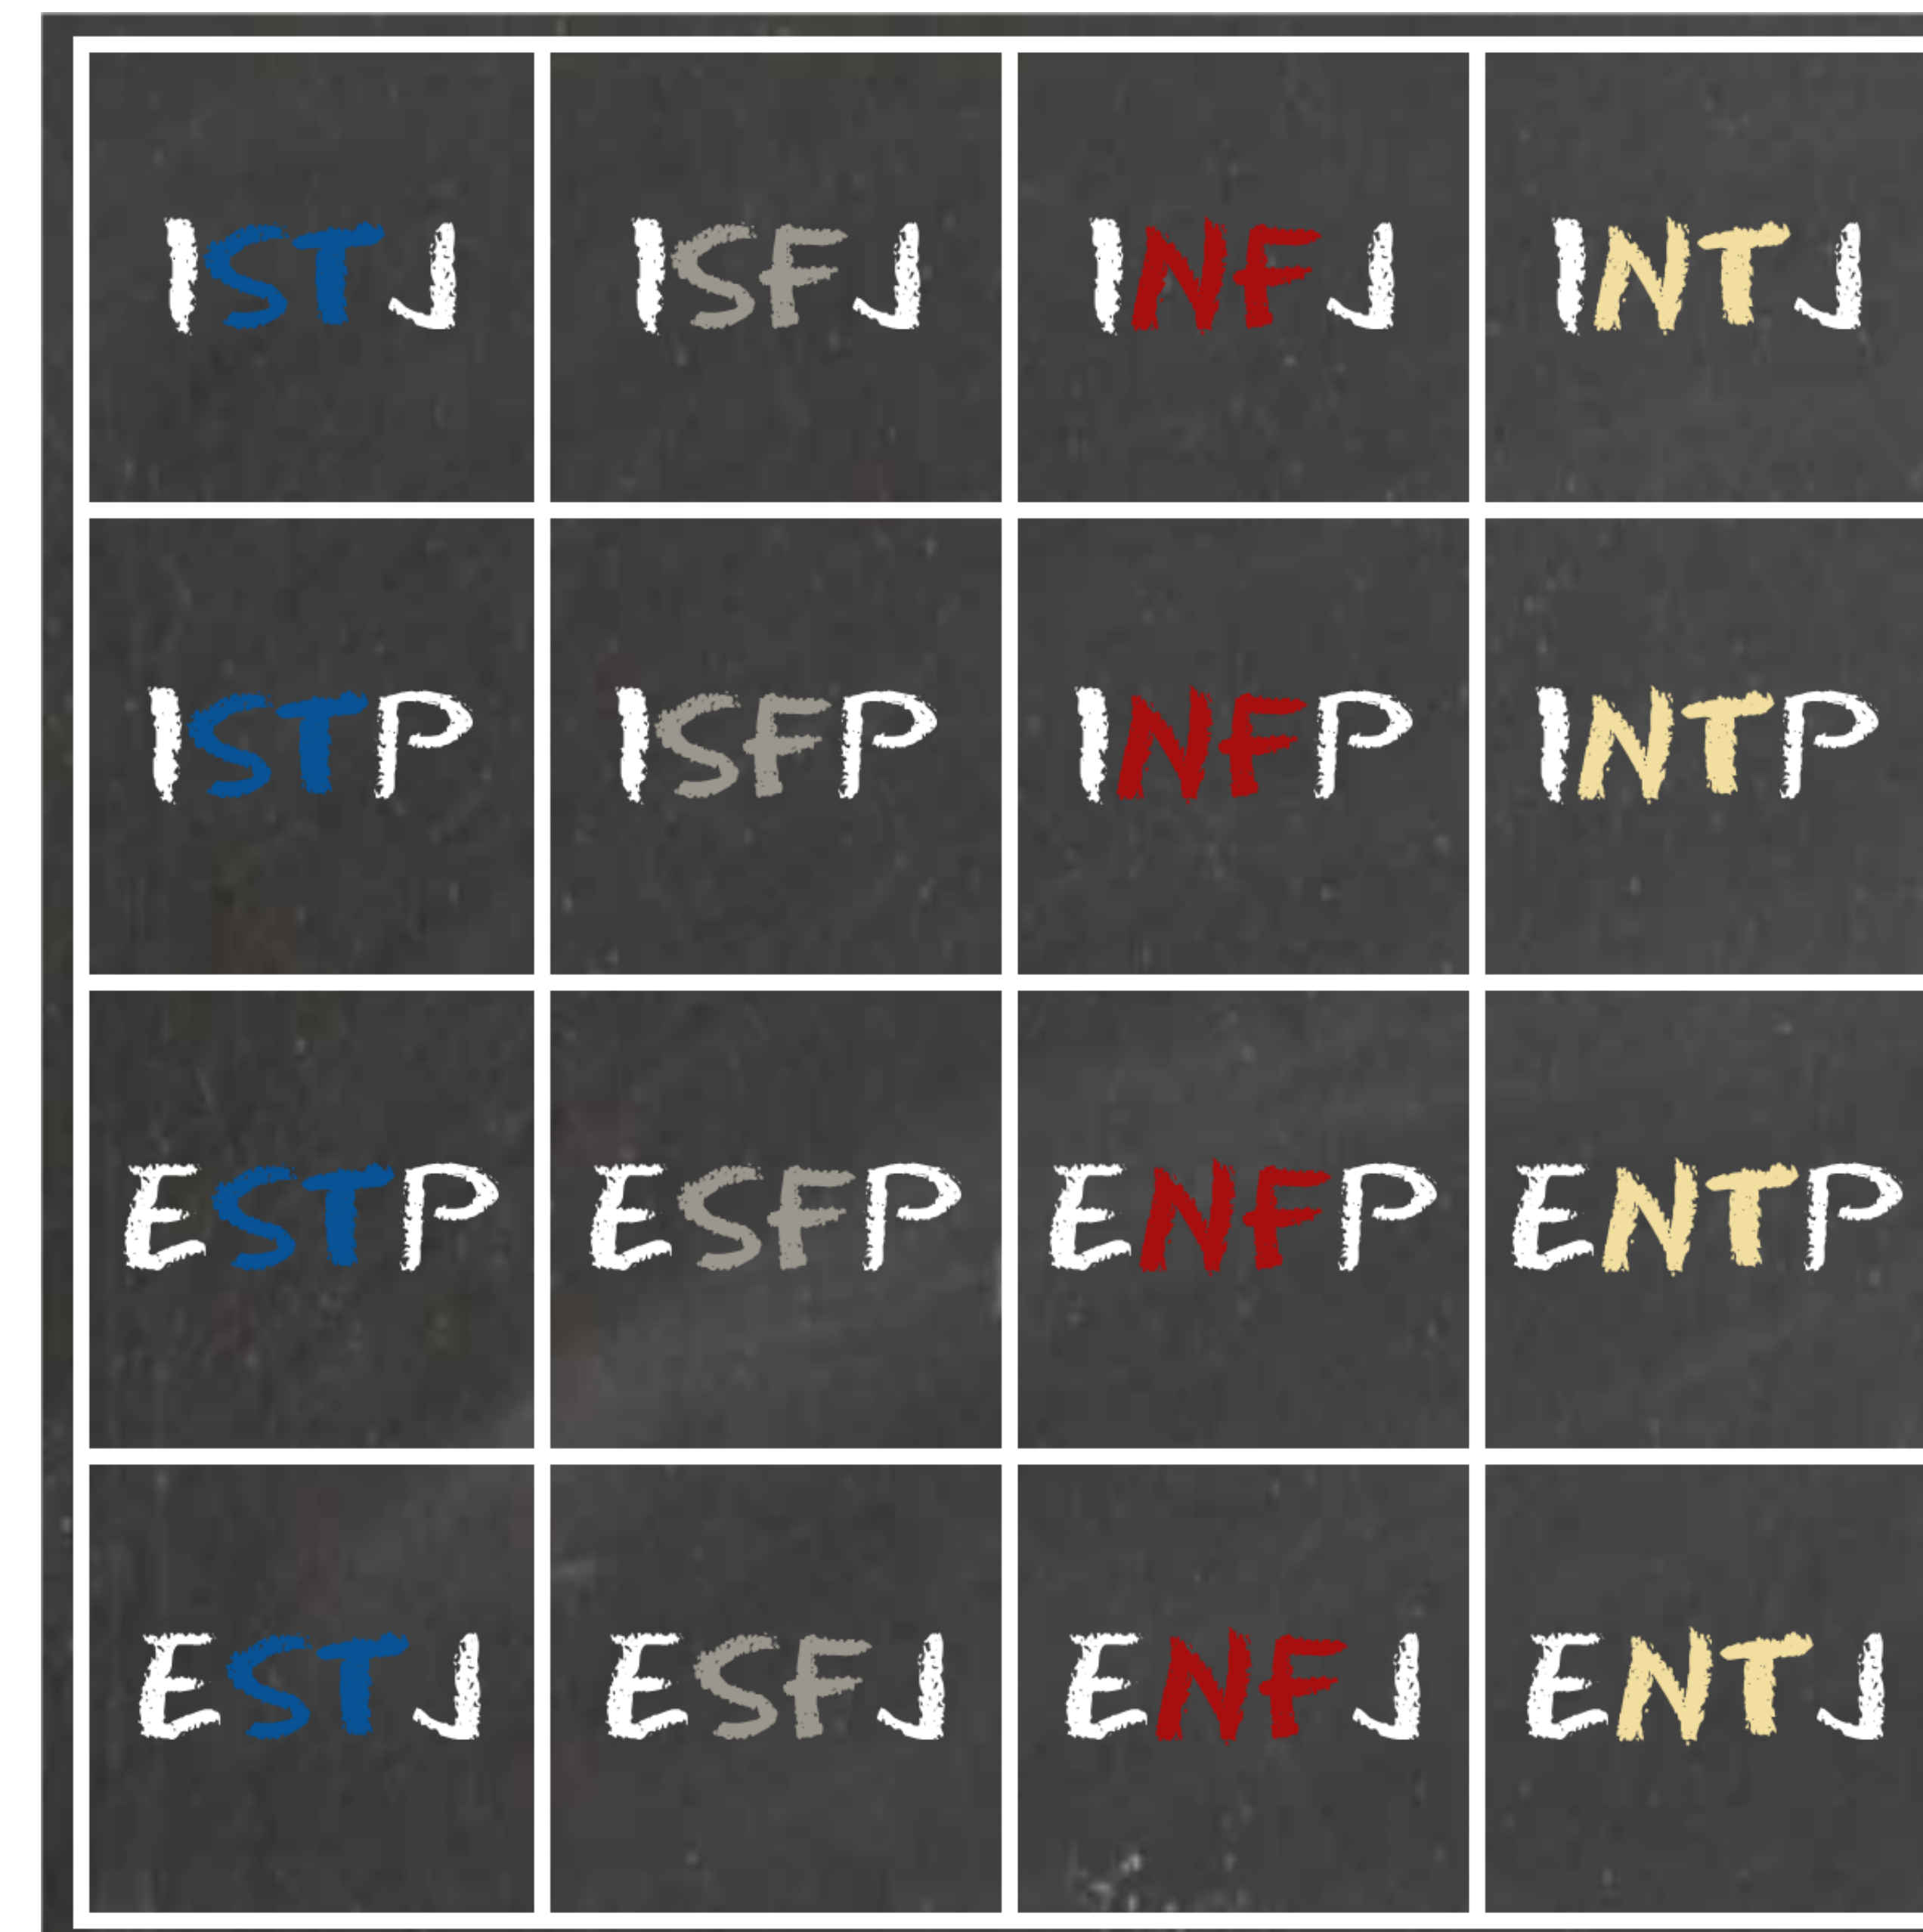 ISTJ ISFJ INFJ INTJ
ISTP ISFP INFP INTP
ESTP ESFP ENFP ENTP
ESTJ ESFJ ENFJ ENTJ